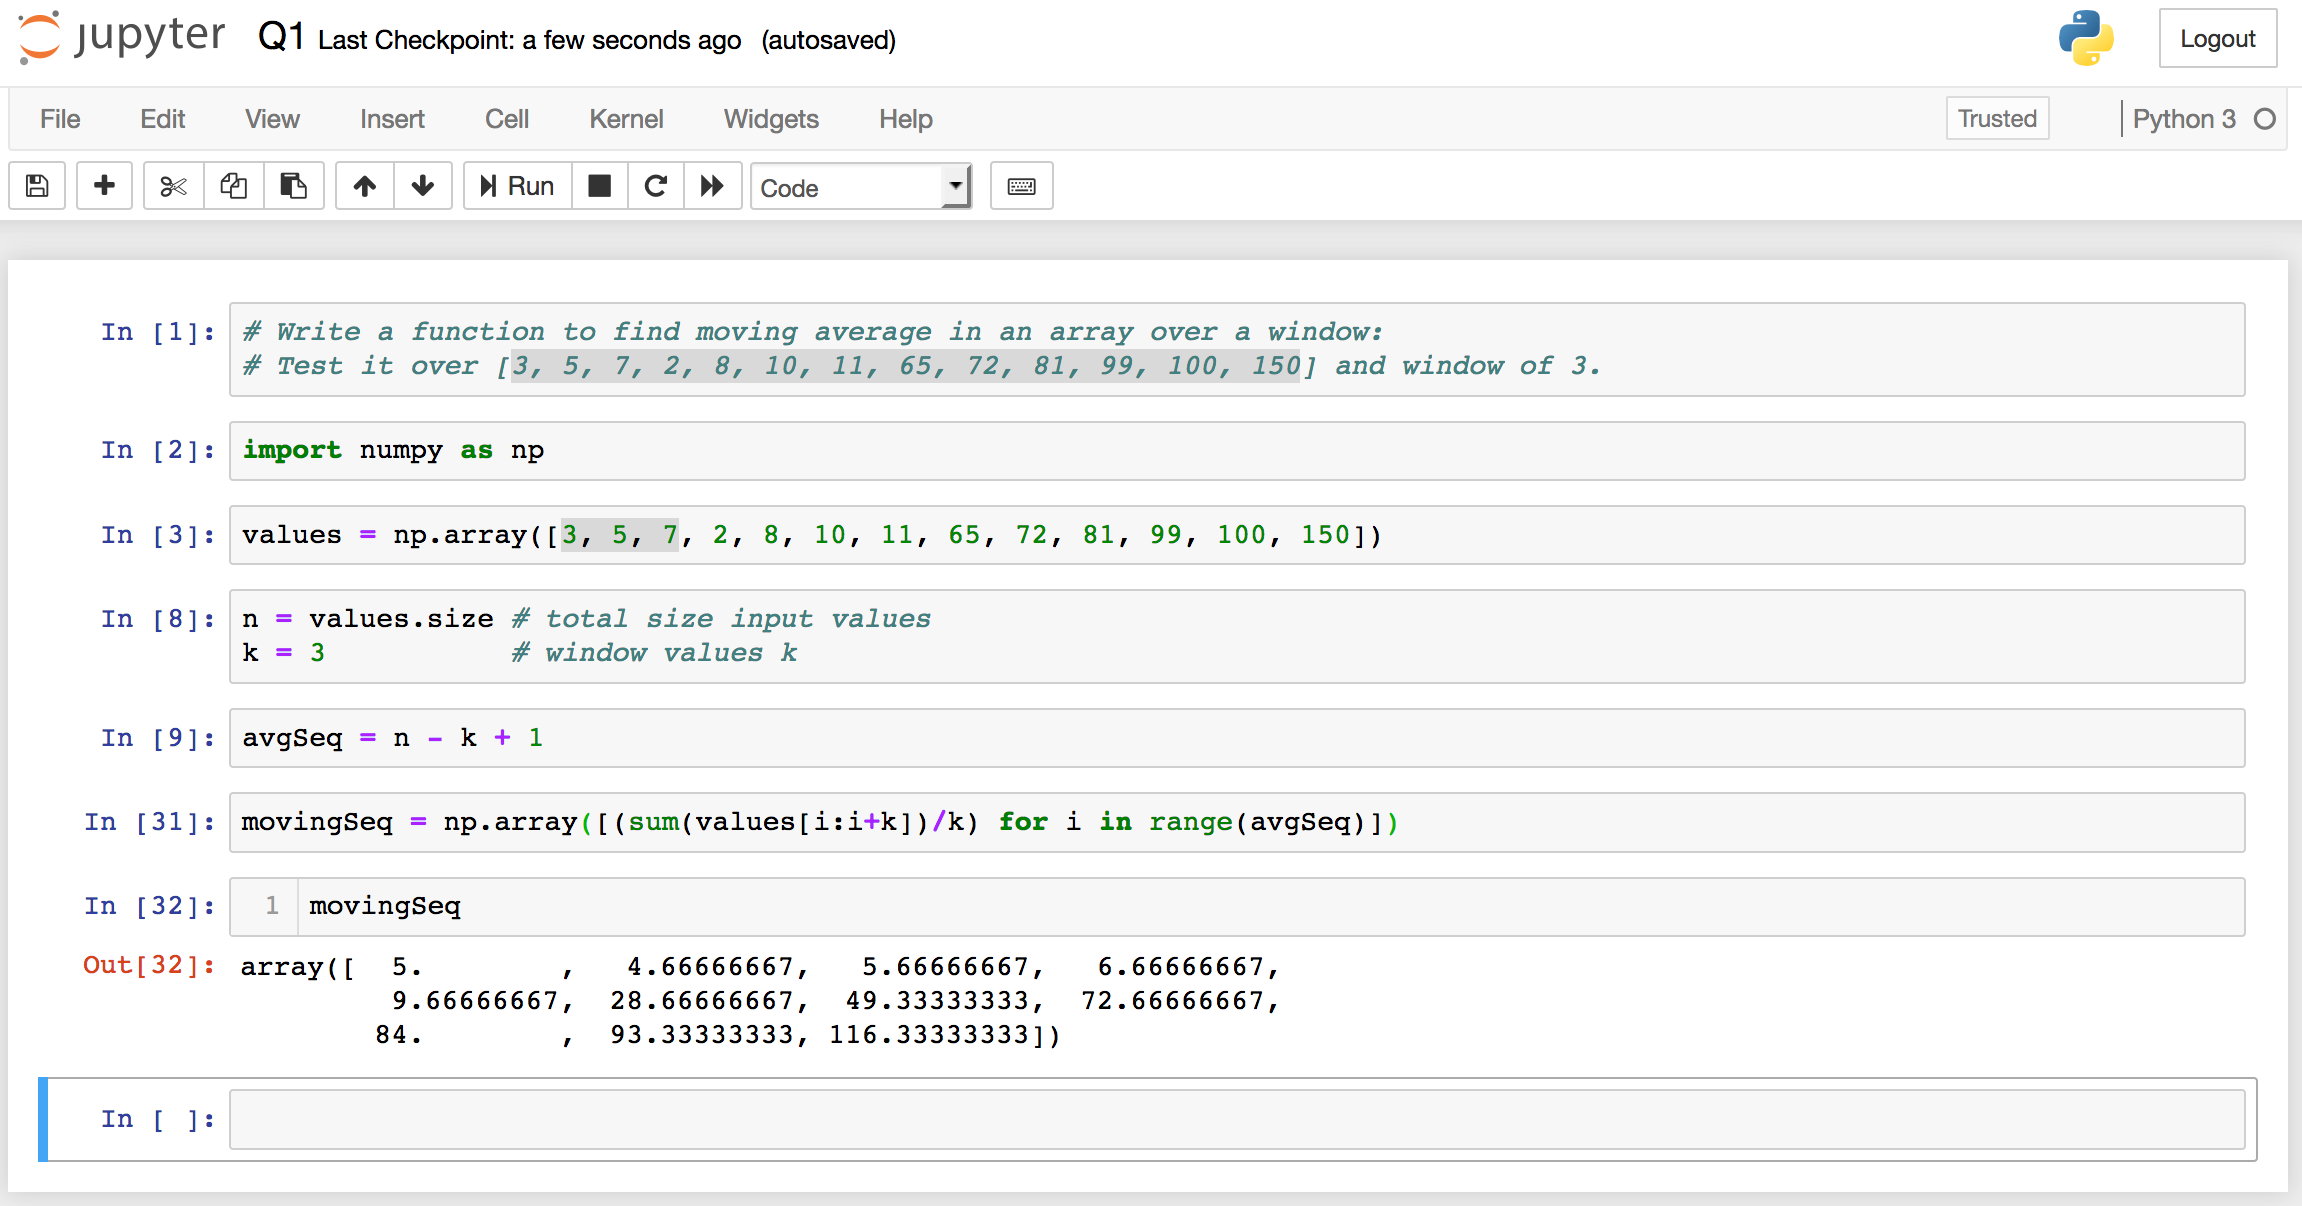 jupyter Q1 Last Checkpoint: a few seconds ago (autosaved) Logout
File Edit View Insert Cell Kernel Widgets Help Trusted Python 3
Run Code
In [1]: # Write a function to find moving average in an array over a window:
# Test it over [3, 5, 7, 2, 8, 10, 11, 65, 72, 81, 99, 100, 150] and window of 3.
In [2]: import numpy as np
In [3]: values = np.array([3, 5, 7, 2, 8, 10, 11, 65, 72, 81, 99, 100, 150])
In [8]: n = values.size # total size input values
k = 3           # window values k
In [9]: avgSeq = n - k + 1
In [31]: movingSeq = np.array([(sum(values[i:i+k])/k) for i in range(avgSeq)])
In [32]: 1 movingSeq
Out[32]: array([  5.        ,   4.66666667,   5.66666667,   6.66666667,
9.66666667,  28.66666667,  49.33333333,  72.66666667,
84.        ,  93.33333333, 116.33333333])
In [ ]: